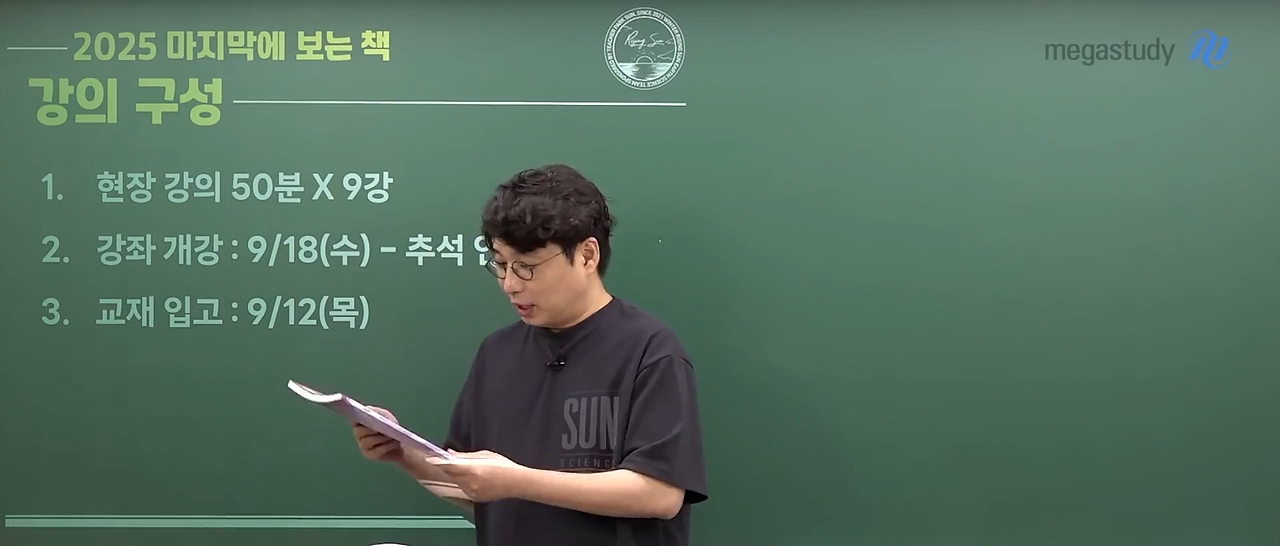 2025 마지막에 보는 책
강의 구성
megastudy
1. 현장 강의 50분 X 9강
2. 강좌 개강 : 9/18(수) - 추석
3. 교재 입고 : 9/12(목)
SUN
SCIENC